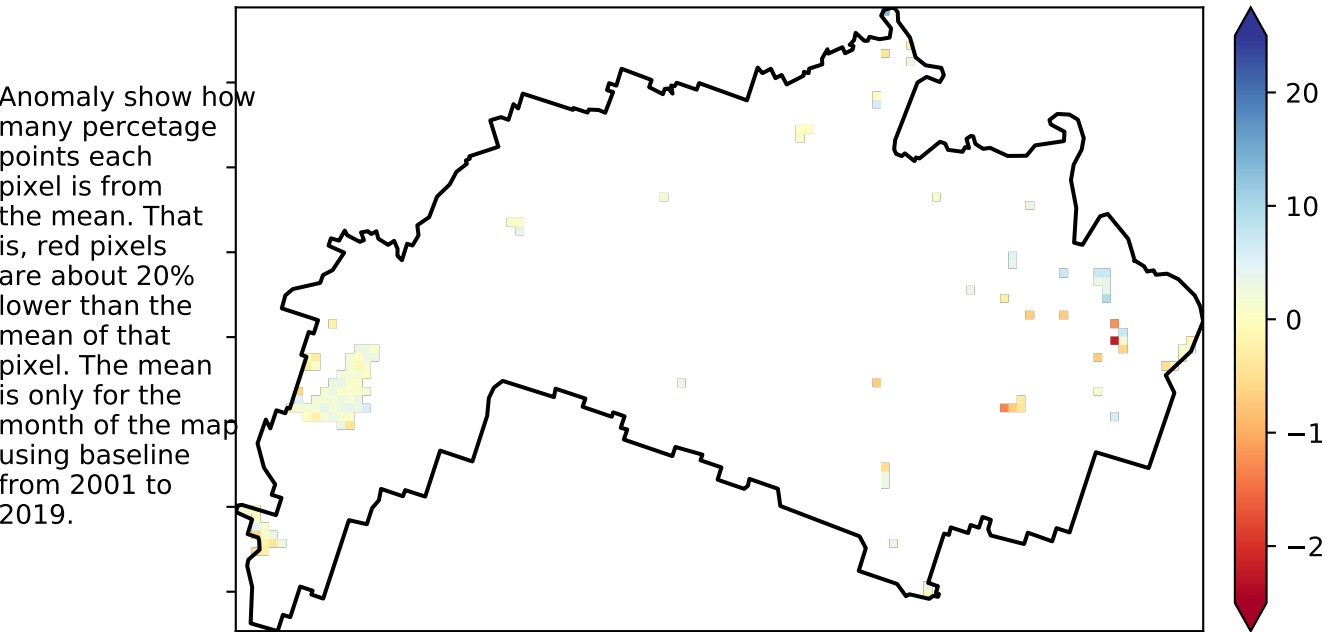 Anomaly show how
many percetage
points each
pixel is from
the mean. That
is, red pixels
are about 20%
lower than the
mean of that
pixel. The mean
is only for the
month of the map
using baseline
from 2001 to
2019.
20
10
0
−1
−2